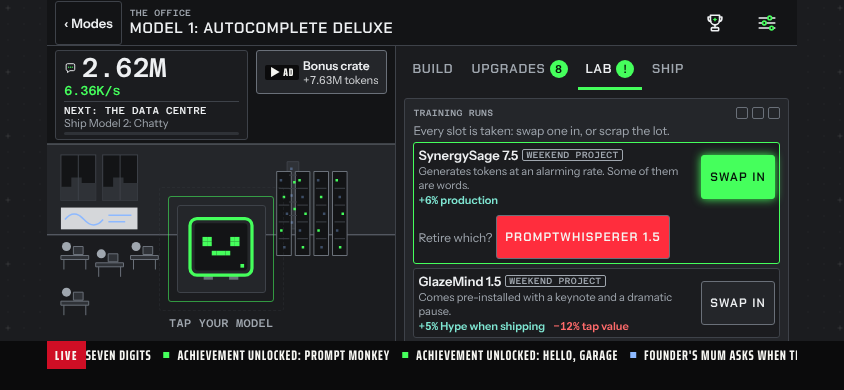 ‹ Modes
THE OFFICE
MODEL 1: AUTOCOMPLETE DELUXE
2.62M
6.36K/s
NEXT: THE DATA CENTRE
Ship Model 2: Chatty
AD
Bonus crate
+7.63M tokens
BUILD UPGRADES 8 LAB ! SHIP
TRAINING RUNS
Every slot is taken: swap one in, or scrap the lot.
SynergySage 7.5 WEEKEND PROJECT
Generates tokens at an alarming rate. Some of them
are words.
+6% production
SWAP IN
Retire which? PROMPTWHISPERER 1.5
GlazeMind 1.5 WEEKEND PROJECT
Comes pre-installed with a keynote and a dramatic
pause.
+5% Hype when shipping −12% tap value
SWAP IN
TAP YOUR MODEL
LIVE SEVEN DIGITS ACHIEVEMENT UNLOCKED: PROMPT MONKEY ACHIEVEMENT UNLOCKED: HELLO, GARAGE FOUNDER'S MUM ASKS WHEN